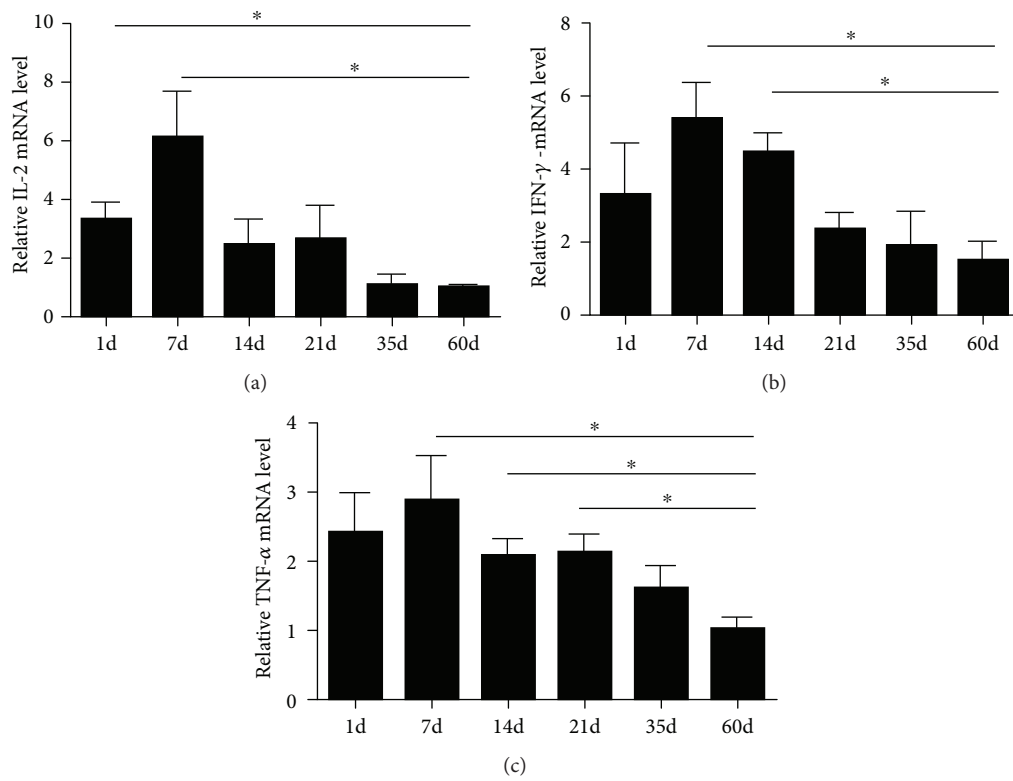 Relative IL-2 mRNA level
10
8
6
4
2
0
*
*
1d 7d 14d 21d 35d 60d
(a)
Relative IFN-γ -mRNA level
8
6
4
2
0
*
*
1d 7d 14d 21d 35d 60d
(b)
Relative TNF-α mRNA level
4
3
2
1
0
*
*
*
1d 7d 14d 21d 35d 60d
(c)